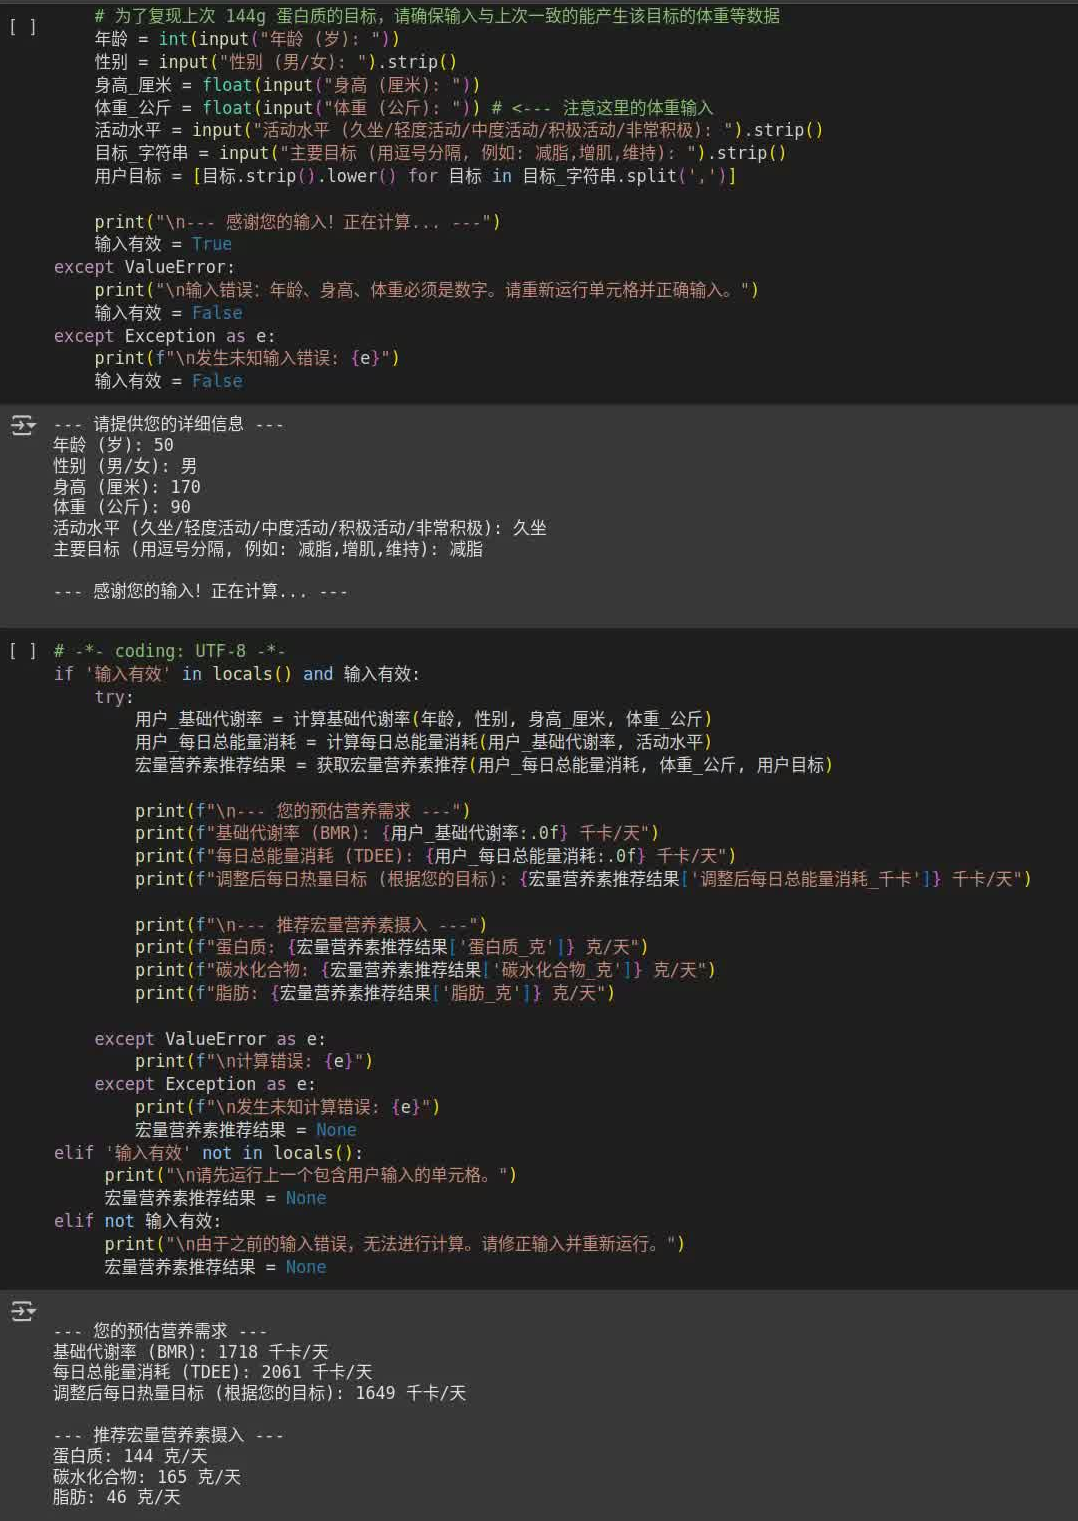 # 为了复现上次 144g 蛋白质的目标，请确保输入与上次一致的能产生该目标的体重等数据
[ ]
年龄 = int(input("年龄 (岁): "))
性别 = input("性别 (男/女): ").strip()
身高_厘米 = float(input("身高 (厘米): "))
体重_公斤 = float(input("体重 (公斤): ")) # <--- 注意这里的体重输入
活动水平 = input("活动水平 (久坐/轻度活动/中度活动/积极活动/非常积极): ").strip()
目标_字符串 = input("主要目标 (用逗号分隔, 例如: 减脂,增肌,维持): ").strip()
用户目标 = [目标.strip().lower() for 目标 in 目标_字符串.split(',')]
print("\n--- 感谢您的输入! 正在计算... ---")
输入有效 = True
except ValueError:
print("\n输入错误: 年龄、身高、体重必须是数字。请重新运行单元格并正确输入。")
输入有效 = False
except Exception as e:
print(f"\n发生未知输入错误: {e}")
输入有效 = False
--- 请提供您的详细信息 ---
年龄 (岁): 50
性别 (男/女): 男
身高 (厘米): 170
体重 (公斤): 90
活动水平 (久坐/轻度活动/中度活动/积极活动/非常积极): 久坐
主要目标 (用逗号分隔, 例如: 减脂,增肌,维持): 减脂
--- 感谢您的输入! 正在计算... ---
[ ] # -*- coding: UTF-8 -*-
if '输入有效' in locals() and 输入有效:
try:
用户_基础代谢率 = 计算基础代谢率(年龄, 性别, 身高_厘米, 体重_公斤)
用户_每日总能量消耗 = 计算每日总能量消耗(用户_基础代谢率, 活动水平)
宏量营养素推荐结果 = 获取宏量营养素推荐(用户_每日总能量消耗, 体重_公斤, 用户目标)
print(f"\n--- 您的预估营养需求 ---")
print(f"基础代谢率 (BMR): {用户_基础代谢率:.0f} 千卡/天")
print(f"每日总能量消耗 (TDEE): {用户_每日总能量消耗:.0f} 千卡/天")
print(f"调整后每日热量目标 (根据您的目标): {宏量营养素推荐结果['调整后每日总能量消耗_千卡']} 千卡/天")
print(f"\n--- 推荐宏量营养素摄入 ---")
print(f"蛋白质: {宏量营养素推荐结果['蛋白质_克']} 克/天")
print(f"碳水化合物: {宏量营养素推荐结果['碳水化合物_克']} 克/天")
print(f"脂肪: {宏量营养素推荐结果['脂肪_克']} 克/天")
except ValueError as e:
print(f"\n计算错误: {e}")
except Exception as e:
print(f"\n发生未知计算错误: {e}")
宏量营养素推荐结果 = None
elif '输入有效' not in locals():
print("\n请先运行上一个包含用户输入的单元格。")
宏量营养素推荐结果 = None
elif not 输入有效:
print("\n由于之前的输入错误，无法进行计算。请修正输入并重新运行。")
宏量营养素推荐结果 = None
--- 您的预估营养需求 ---
基础代谢率 (BMR): 1718 千卡/天
每日总能量消耗 (TDEE): 2061 千卡/天
调整后每日热量目标 (根据您的目标): 1649 千卡/天
--- 推荐宏量营养素摄入 ---
蛋白质: 144 克/天
碳水化合物: 165 克/天
脂肪: 46 克/天